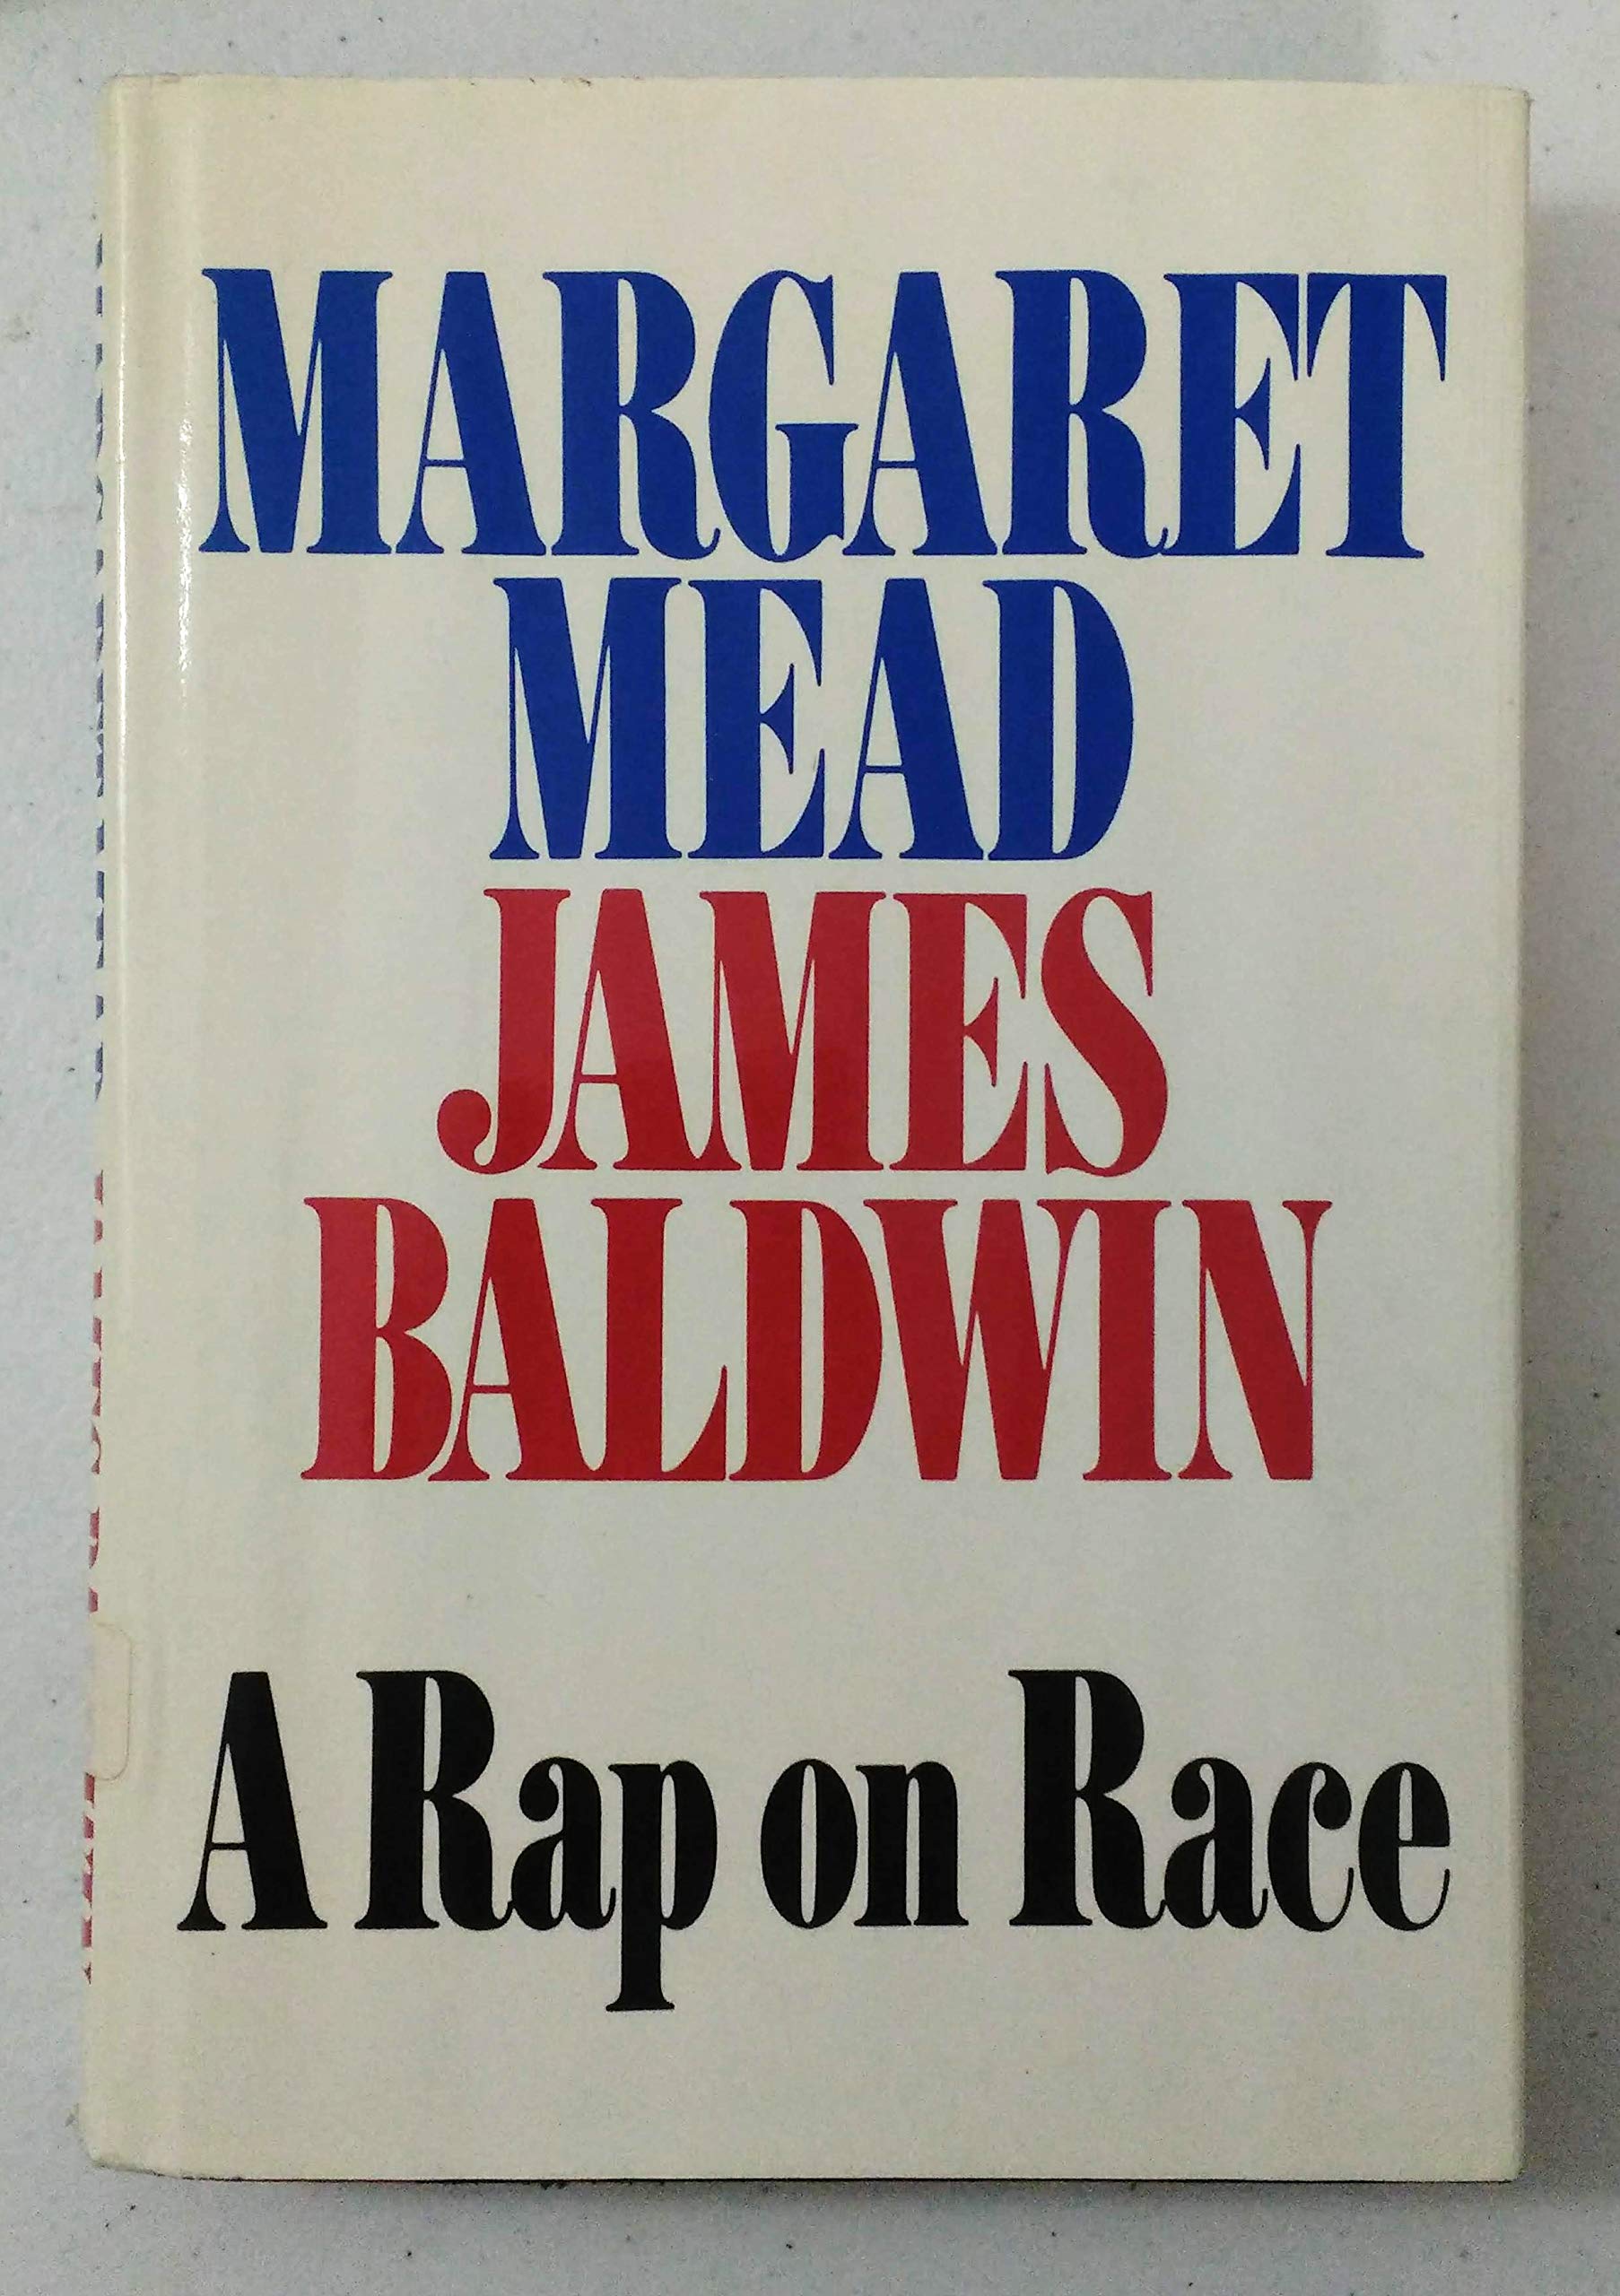 MARGARET
MEAD
JAMES
BALDWIN
A Rap on Race